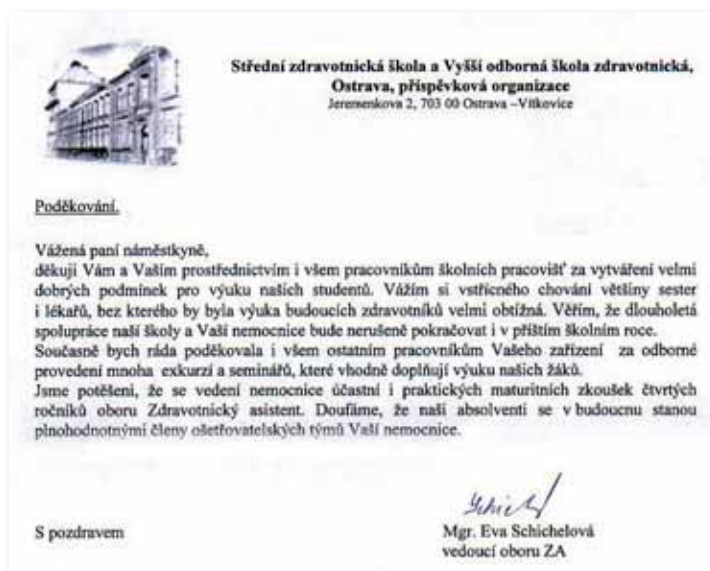 Střední zdravotnická škola a Vyšší odborná škola zdravotnická,
Ostrava, příspěvková organizace
Jeremenkova 2, 703 00 Ostrava –Vítkovice
Poděkování.
Vážená paní náměstkyně,
děkuji Vám a Vaším prostřednictvím i všem pracovníkům školních pracovišť za vytváření velmi
dobrých podmínek pro výuku našich studentů. Vážím si vstřícného chování většiny sester
i lékařů, bez kterého by byla výuka budoucích zdravotníků velmi obtížná. Věřím, že dlouholetá
spolupráce naší školy a Vaší nemocnice bude nerušeně pokračovat i v příštím školním roce.
Současně bych ráda poděkovala i všem ostatním pracovníkům Vašeho zařízení za odborné
provedení mnoha exkurzí a seminářů, které vhodně doplňují výuku našich žáků.
Jsme potěšeni, že se vedení nemocnice účastní i praktických maturitních zkoušek čtvrtých
ročníků oboru Zdravotnický asistent. Doufáme, že naši absolventi se v budoucnu stanou
plnohodnotnými členy ošetřovatelských týmů Vaší nemocnice.
S pozdravem
Mgr. Eva Schichelová
vedoucí oboru ZA